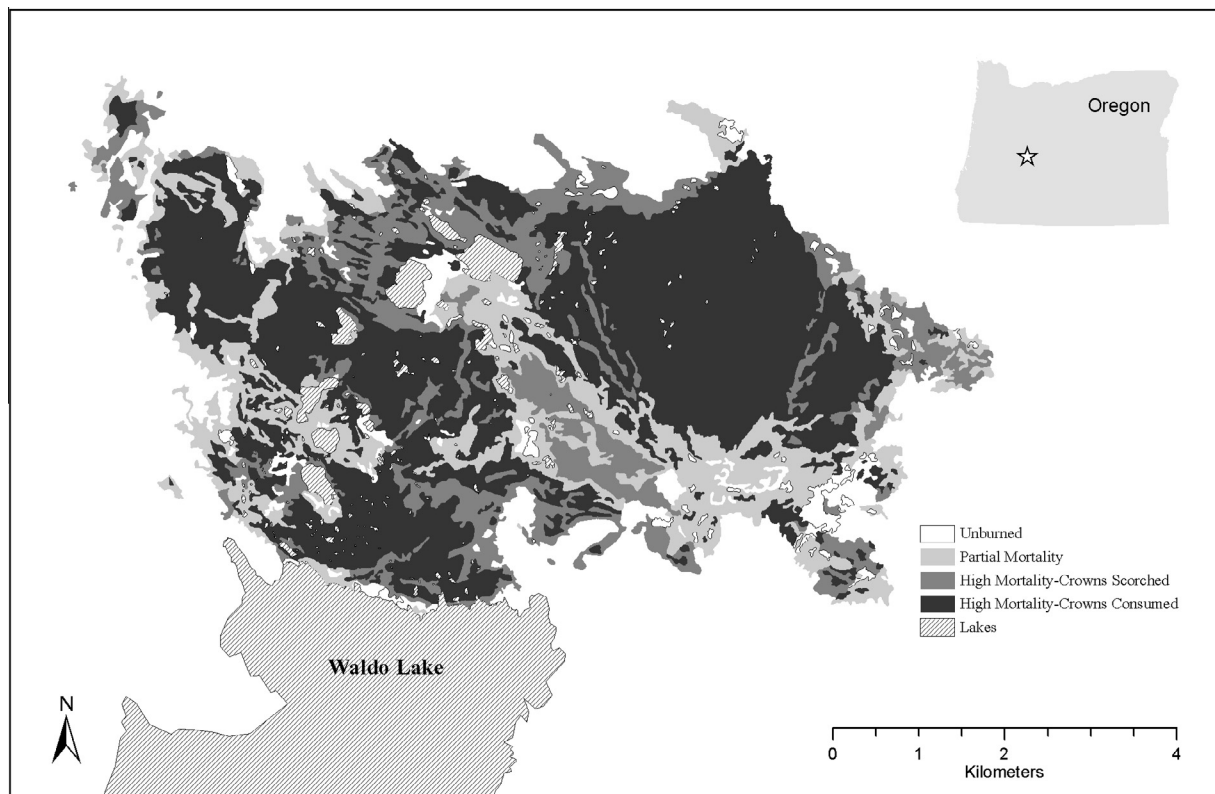 Oregon
Unburned
Partial Mortality
High Mortality-Crowns Scorched
High Mortality-Crowns Consumed
Lakes
Waldo Lake
N
0 1 2 4
Kilometers